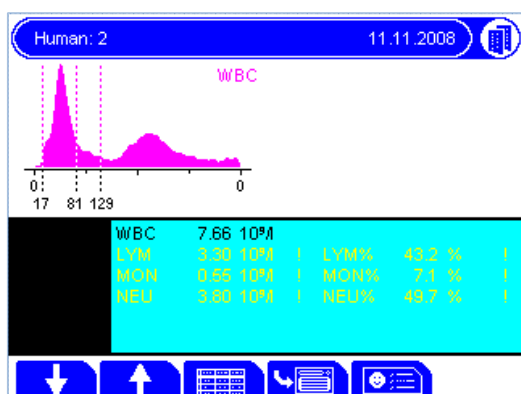 Human: 2 11.11.2008
WBC
0 0
17 81 129
WBC 7.66 10⁹/l
LYM 3.30 10⁹/l ! LYM% 43.2 % !
MON 0.55 10⁹/l ! MON% 7.1 % !
NEU 3.80 10⁹/l ! NEU% 49.7 % !